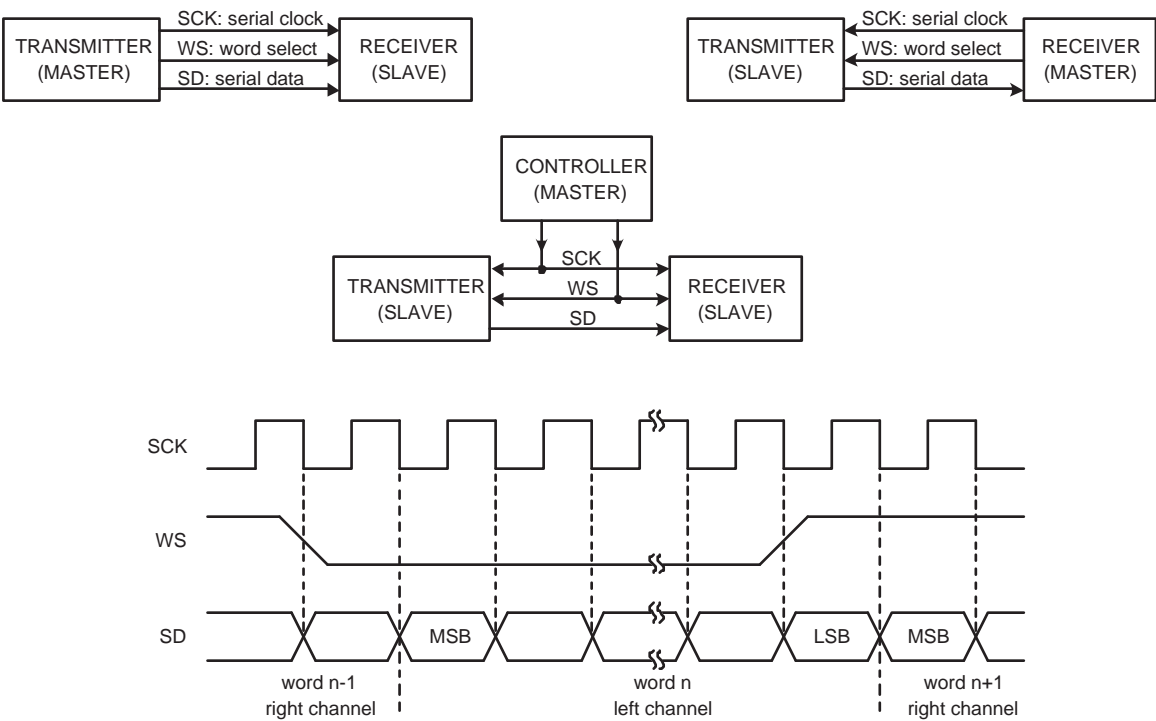 SCK: serial clock
TRANSMITTER
(MASTER)
WS: word select
SD: serial data
RECEIVER
(SLAVE)
SCK: serial clock
TRANSMITTER
(SLAVE)
WS: word select
SD: serial data
RECEIVER
(MASTER)
CONTROLLER
(MASTER)
TRANSMITTER
(SLAVE)
SCK
WS
SD
RECEIVER
(SLAVE)
SCK
WS
SD
MSB
LSB
MSB
word n-1
right channel
word n
left channel
word n+1
right channel